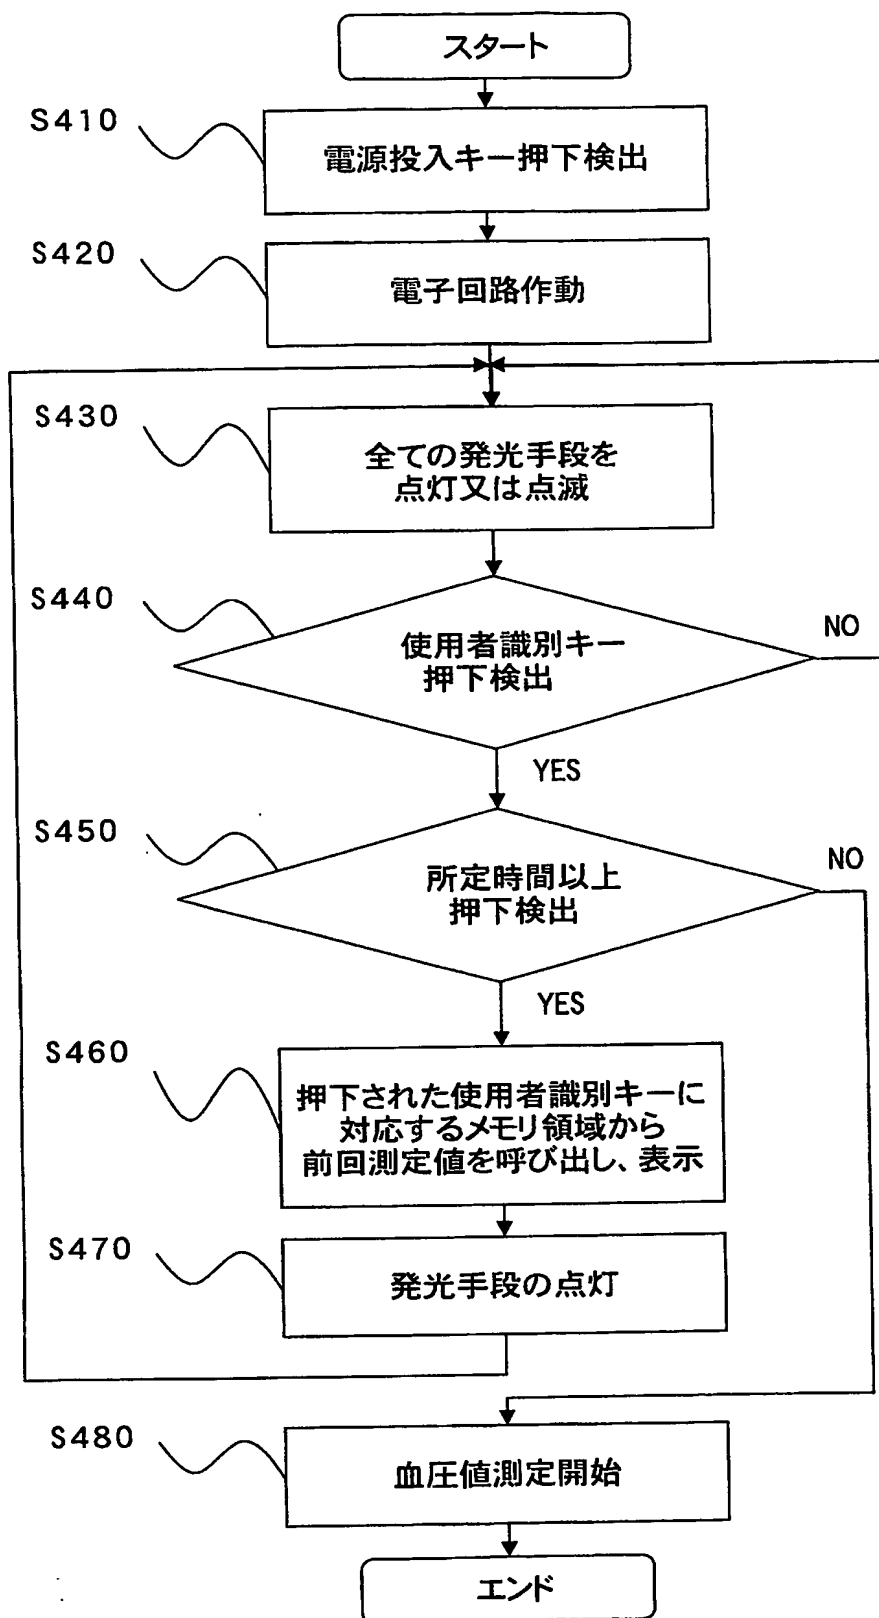 スタート
S410
電源投入キー押下検出
S420
電子回路作動
S430
全ての発光手段を
点灯又は点滅
S440
使用者識別キー
押下検出
NO
YES
S450
所定時間以上
押下検出
NO
YES
S460
押下された使用者識別キーに
対応するメモリ領域から
前回測定値を呼び出し、表示
S470
発光手段の点灯
S480
血圧値測定開始
エンド